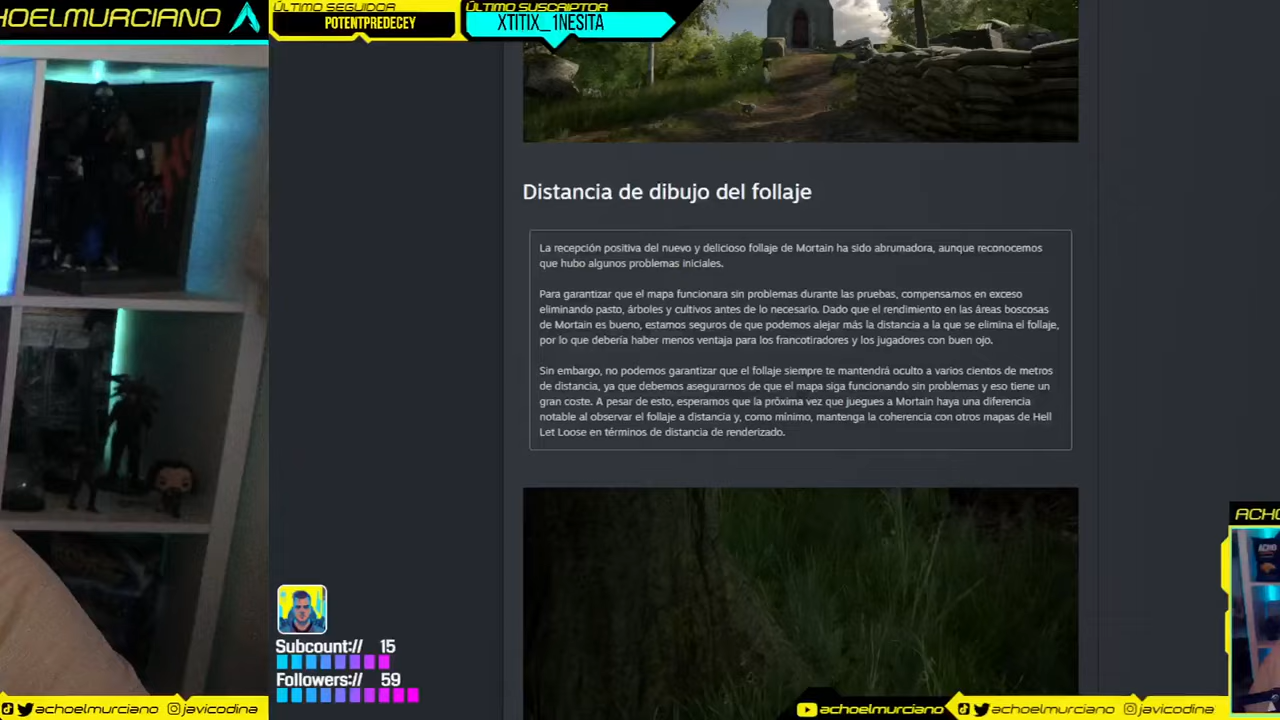 HOELMURCIANO
ÚLTIMO SEGUIDOR
POTENTPREDECEY
ÚLTIMO SUSCRIPTOR
XTITIX_1NESITA
Distancia de dibujo del follaje
La recepción positiva del nuevo y delicioso follaje de Mortain ha sido abrumadora, aunque reconocemos
que hubo algunos problemas iniciales.
Para garantizar que el mapa funcionara sin problemas durante las pruebas, compensamos en exceso
eliminando pasto, árboles y cultivos antes de lo necesario. Dado que el rendimiento en las áreas boscosas
de Mortain es bueno, estamos seguros de que podemos alejar más la distancia a la que se elimina el follaje,
por lo que debería haber menos ventaja para los francotiradores y los jugadores con buen ojo.
Sin embargo, no podemos garantizar que el follaje siempre te mantendrá oculto a varios cientos de metros
de distancia, ya que debemos asegurarnos de que el mapa siga funcionando sin problemas y eso tiene un
gran coste. A pesar de esto, esperamos que la próxima vez que juegues a Mortain haya una diferencia
notable al observar el follaje a distancia y, como mínimo, mantenga la coherencia con otros mapas de Hell
Let Loose en términos de distancia de renderizado.
ACHO
Subcount:// 15
Followers:// 59
achoelmurciano javicodina
achoelmurciano achoelmurciano javicodina